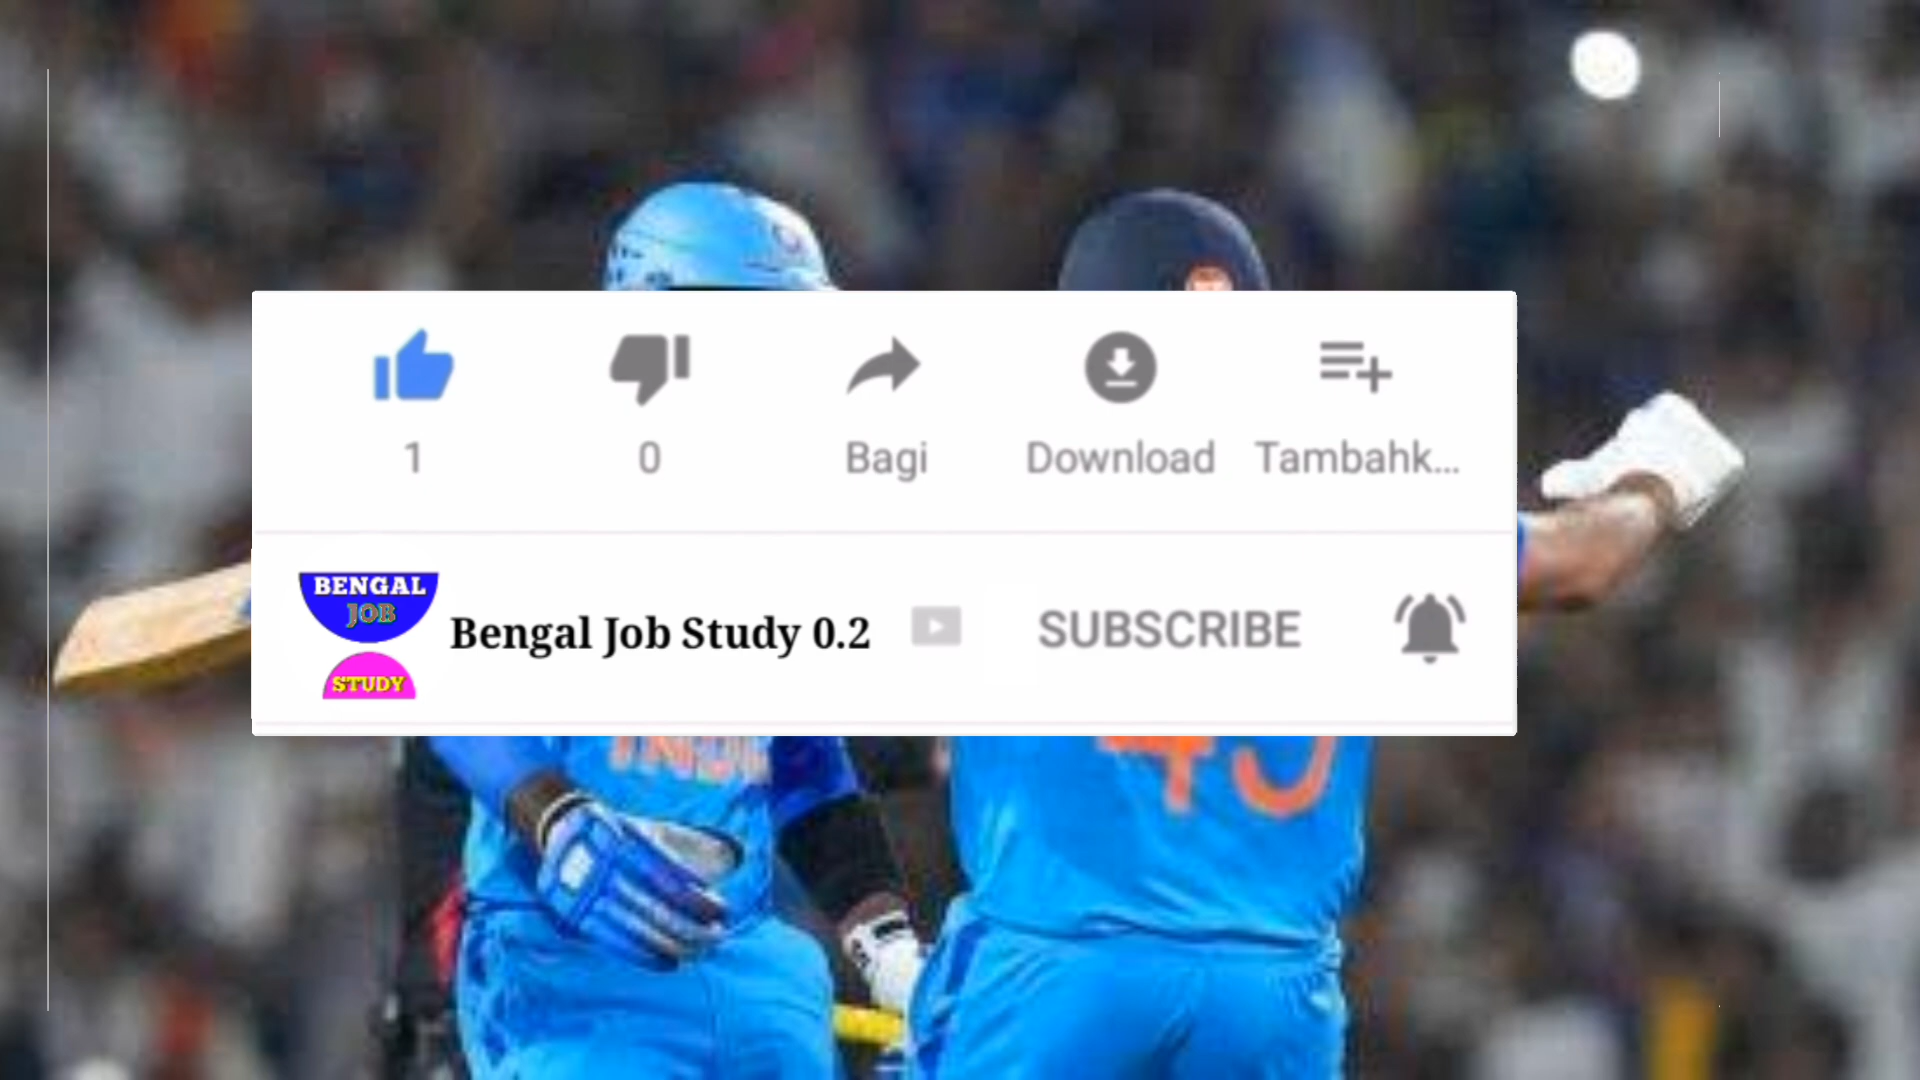 1
0
Bagi
Download
Tambahk...
BENGAL
JOB
STUDY
Bengal Job Study 0.2
SUBSCRIBE